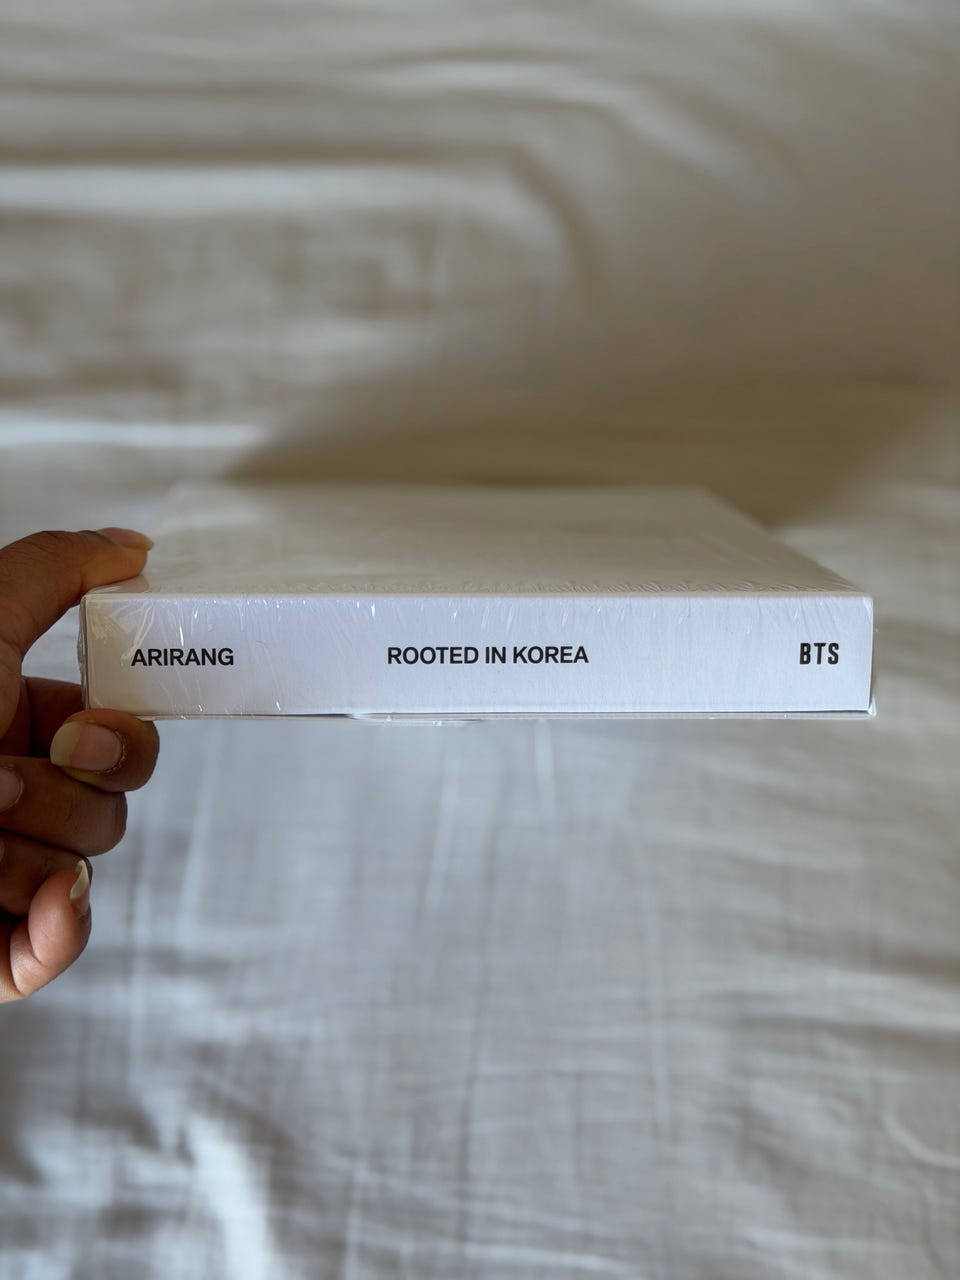 ARIRANG ROOTED IN KOREA BTS